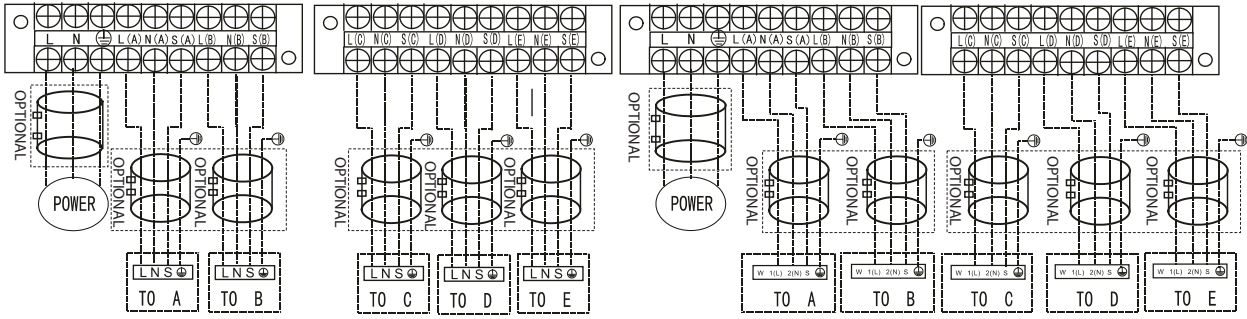 L N L(A) N(A) S(A) L(B) N(B) S(B)
L(C) N(C) S(C) L(D) N(D) S(D) L(E) N(E) S(E)
L N L(A) N(A) S(A) L(B) N(B) S(B)
L(C) N(C) S(C) L(D) N(D) S(D) L(E) N(E) S(E)
OPTIONAL
POWER
OPTIONAL
OPTIONAL
OPTIONAL
OPTIONAL
OPTIONAL
OPTIONAL
POWER
OPTIONAL
OPTIONAL
OPTIONAL
OPTIONAL
OPTIONAL
L N S
TO A
L N S
TO B
L N S
TO C
L N S
TO D
L N S
TO E
W 1(L) 2(N) S
TO A
W 1(L) 2(N) S
TO B
W 1(L) 2(N) S
TO C
W 1(L) 2(N) S
TO D
W 1(L) 2(N) S
TO E